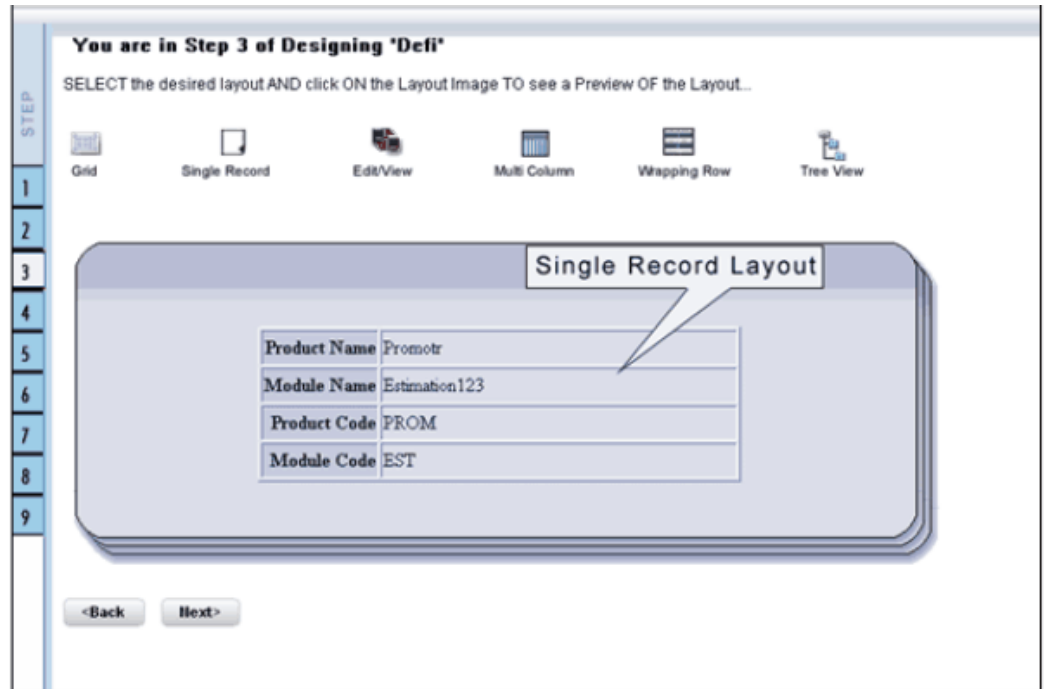 You are in Step 3 of Designing "Defi"
SELECT the desired layout AND click ON the Layout Image TO see a Preview OF the Layout...
STEP
Grid Single Record Edit/View Multi Column Wrapping Row Tree View
1
2
3
4
5
6
7
8
9
Single Record Layout
Product Name Promotr
Module Name Estimation123
Product Code PROM
Module Code EST
<Back Next>